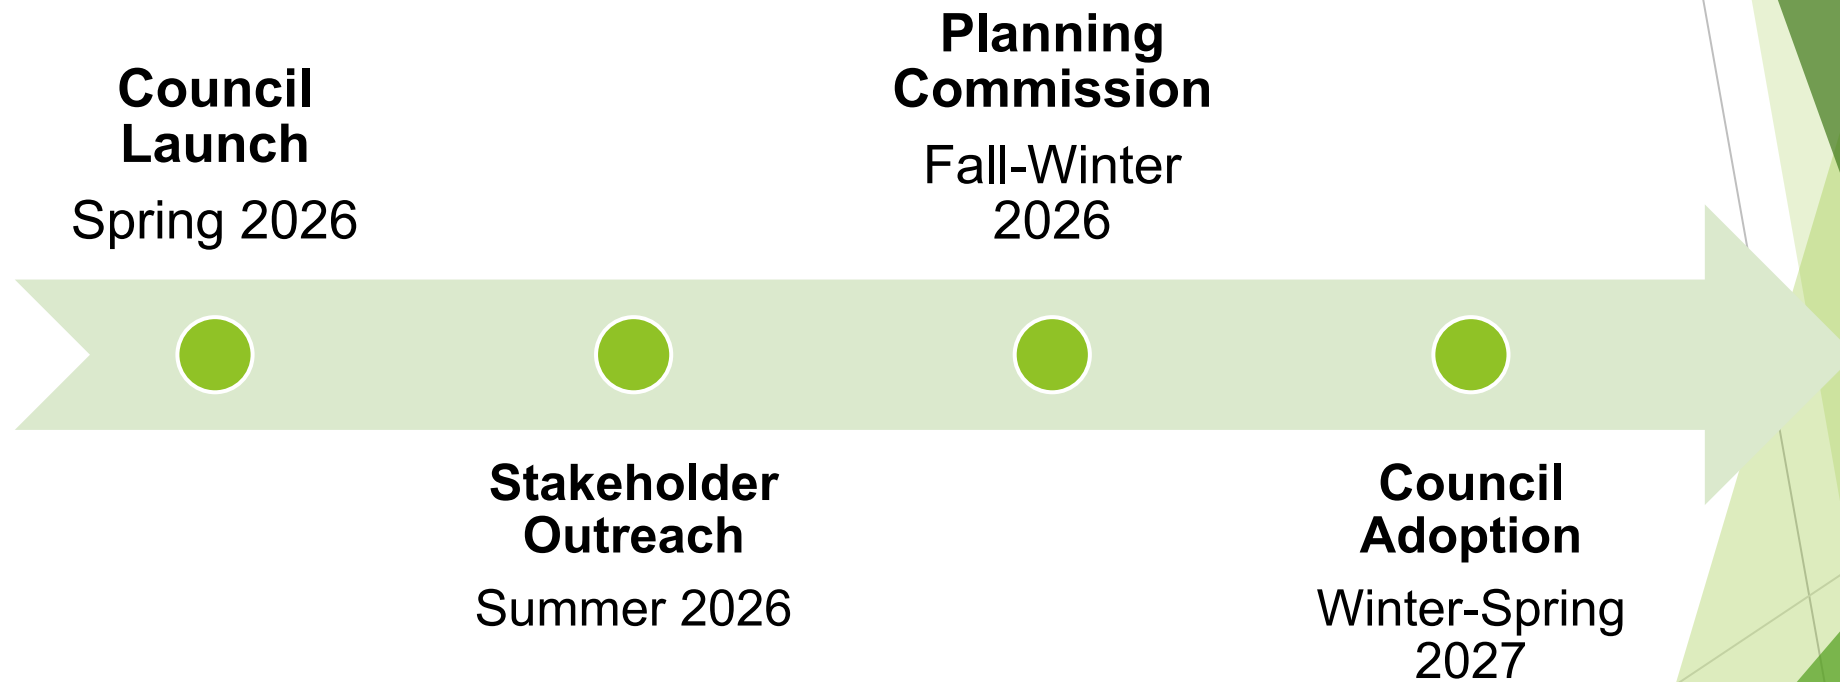 Council
Launch
Spring 2026
Stakeholder
Outreach
Summer 2026
Planning
Commission
Fall-Winter
2026
Council
Adoption
Winter-Spring
2027